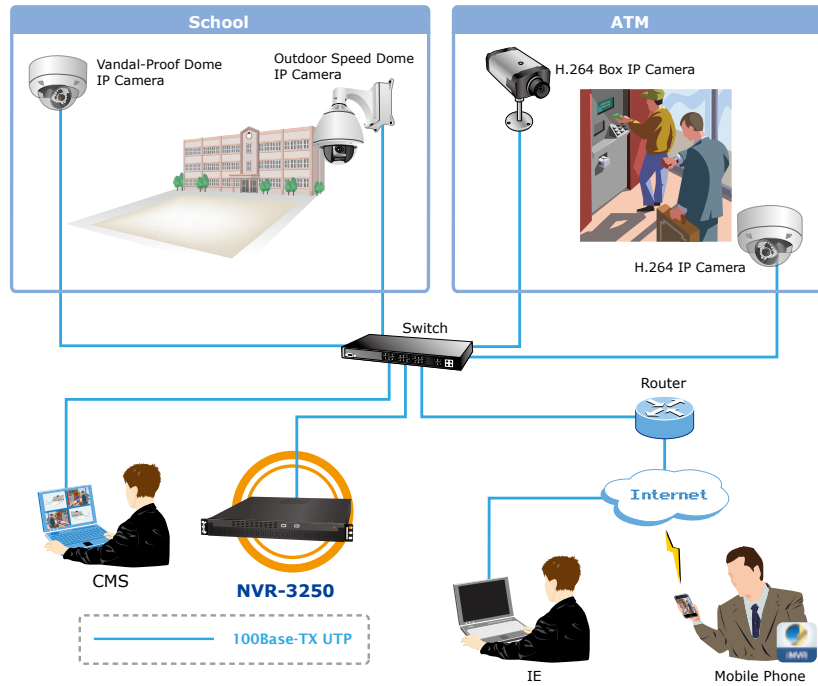 School
ATM
Vandal-Proof Dome
IP Camera
Outdoor Speed Dome
IP Camera
H.264 Box IP Camera
H.264 IP Camera
Switch
Router
Internet
CMS
NVR-3250
100Base-TX UTP
IE
Mobile Phone
iNVR